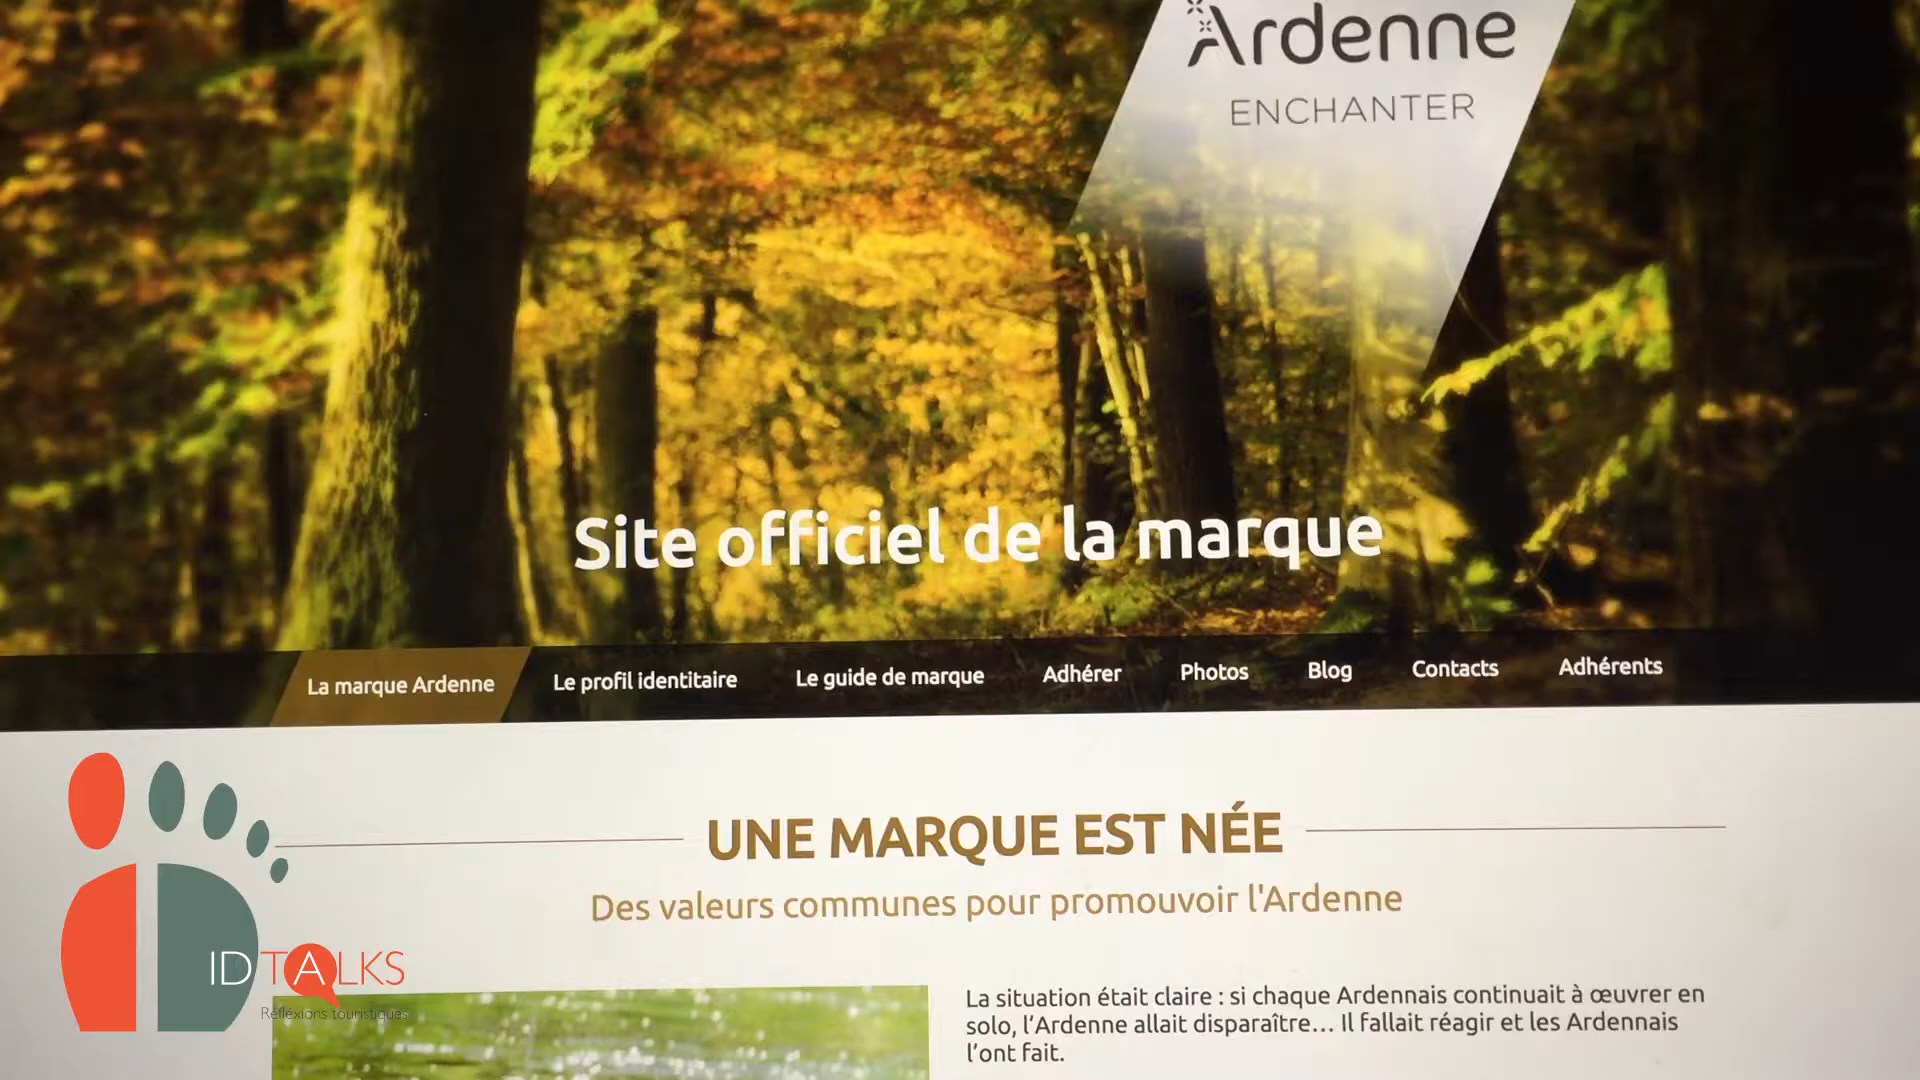 Ardenne
ENCHANTER
Site officiel de la marque
La marque Ardenne
Le profil identitaire
Le guide de marque
Adhérer
Photos
Blog
Contacts
Adhérents
UNE MARQUE EST NÉE
Des valeurs communes pour promouvoir l'Ardenne
La situation était claire : si chaque Ardennais continuait à œuvrer en
solo, l'Ardenne allait disparaître... Il fallait réagir et les Ardennais
l'ont fait.
ID TALKS
Réfléxions touristiques